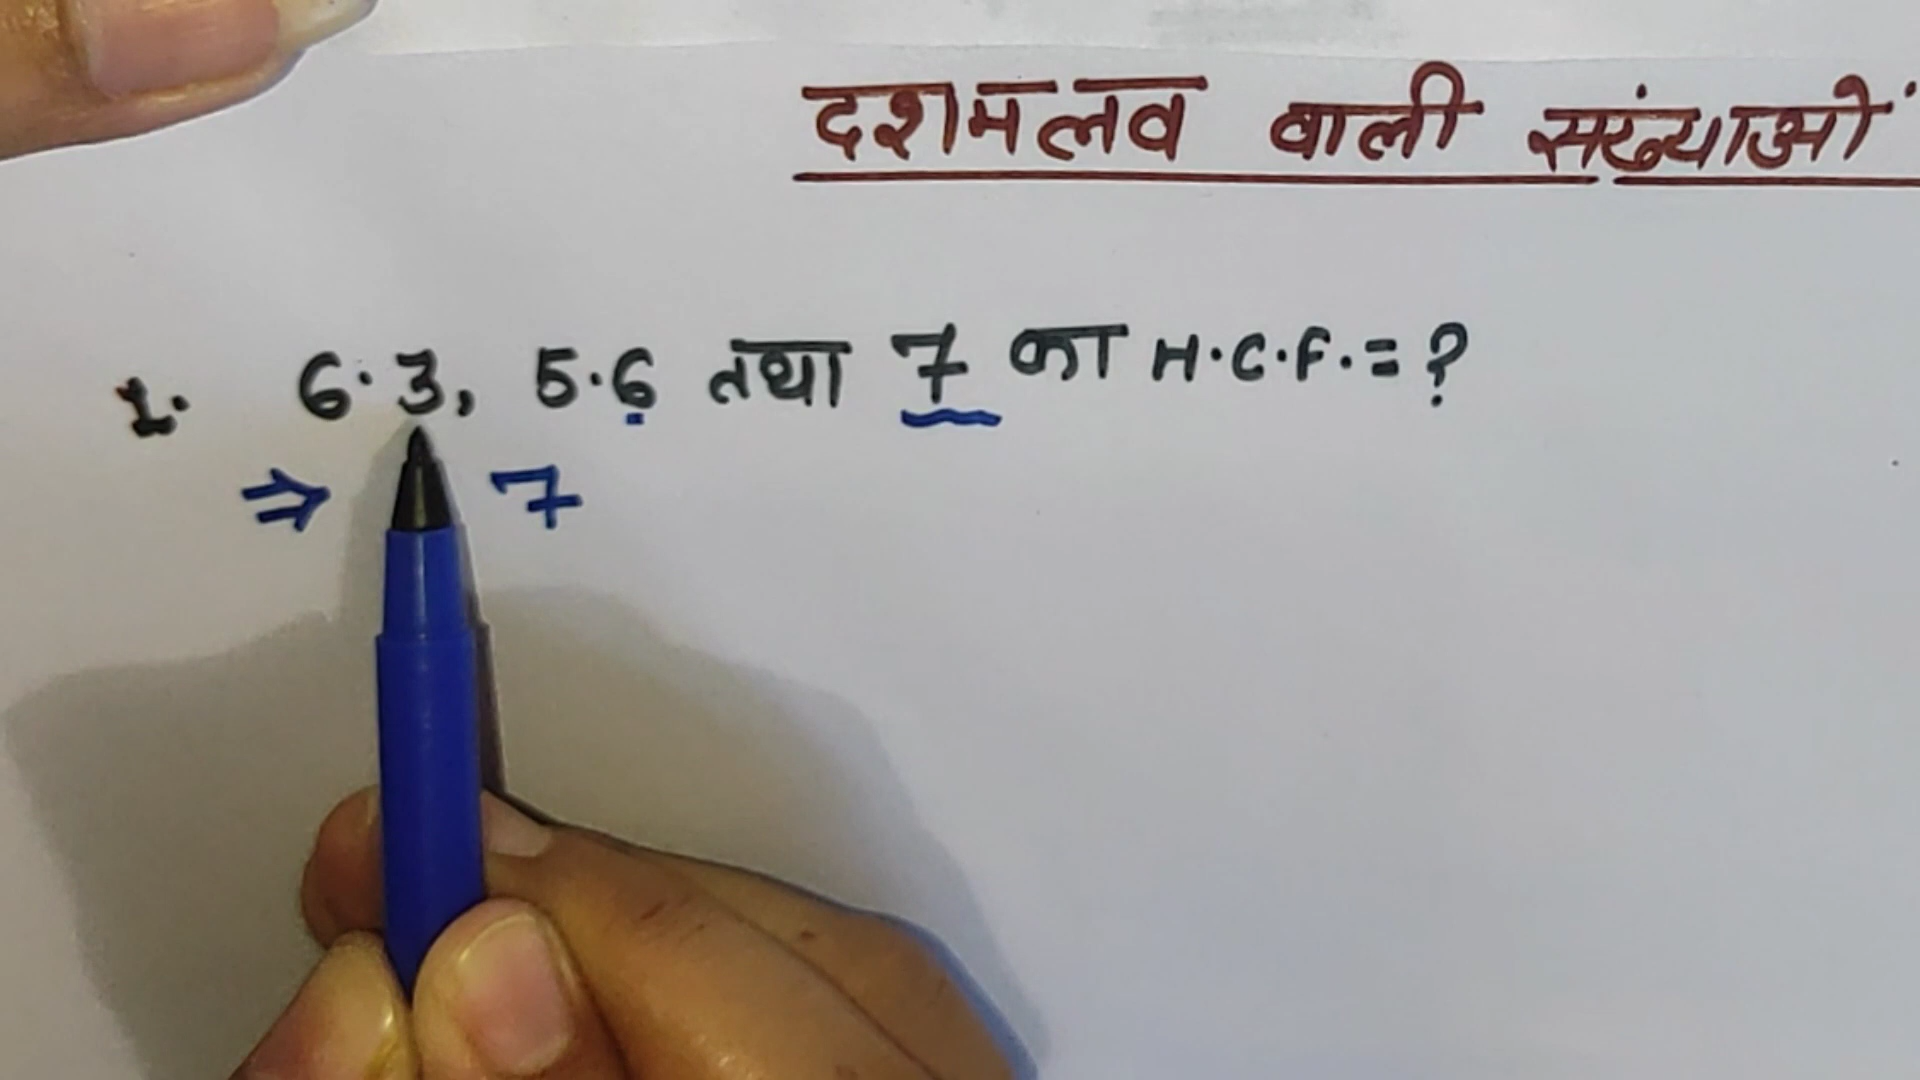 दशमलव वाली संख्याओं
1. 6.3, 5.6 तथा 7 का H.C.F. = ?
⇒ 7